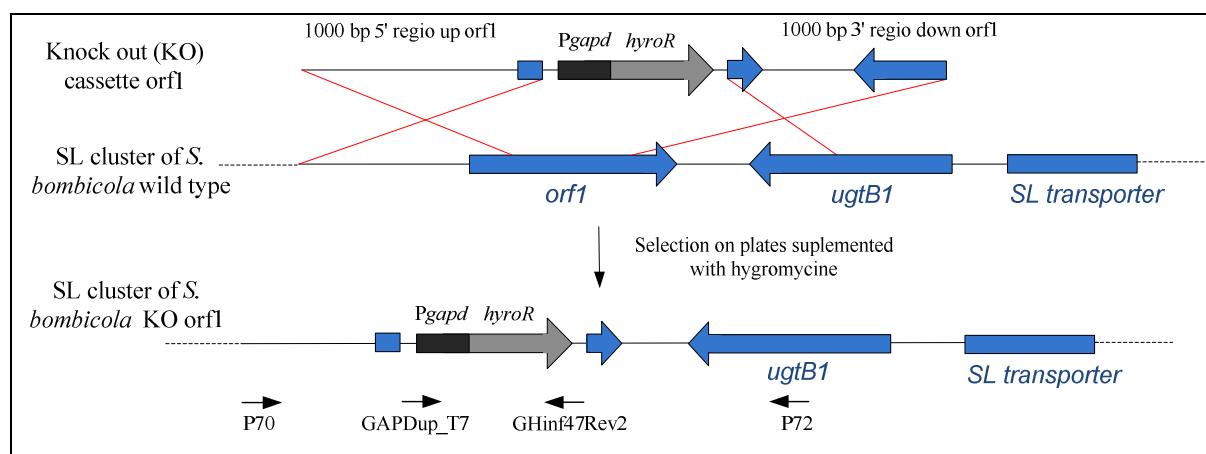 Knock out (KO)
cassette orf1
1000 bp 5' regio up orf1
Pgapd hyroR
1000 bp 3' regio down orf1
SL cluster of S.
bombicola wild type
orf1
ugtB1
SL transporter
Selection on plates suplemented
with hygromycine
SL cluster of S.
bombicola KO orf1
Pgapd hyroR
ugtB1
SL transporter
P70
GAPDup_T7
GHinf47Rev2
P72